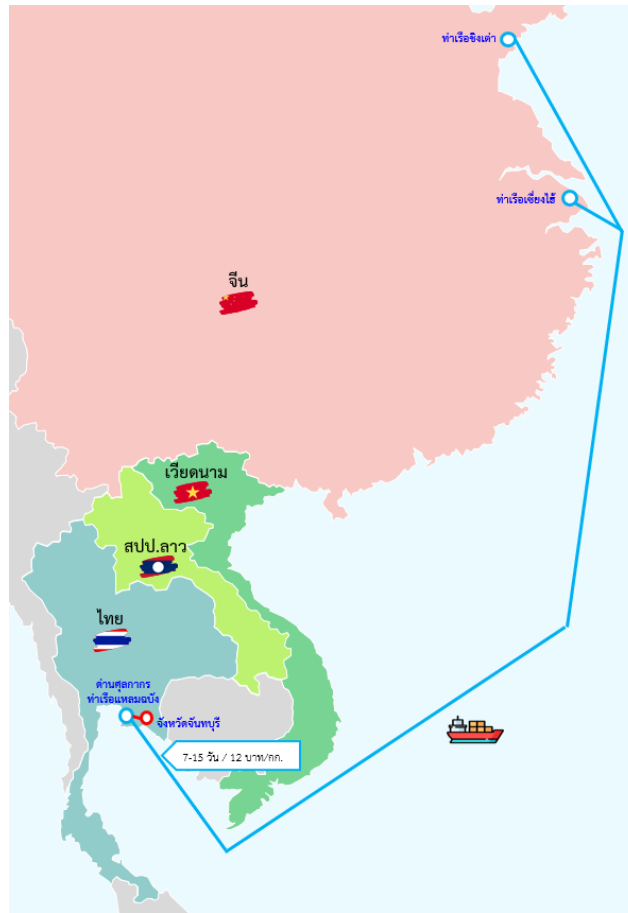 ท่าเรือชิงเต่า
ท่าเรือเซี่ยงไฮ้
จีน
เวียดนาม
สปป.ลาว
ไทย
ด่านศุลกากร
ท่าเรือแหลมฉบัง
จังหวัดจันทบุรี
7-15 วัน / 12 บาท/กก.